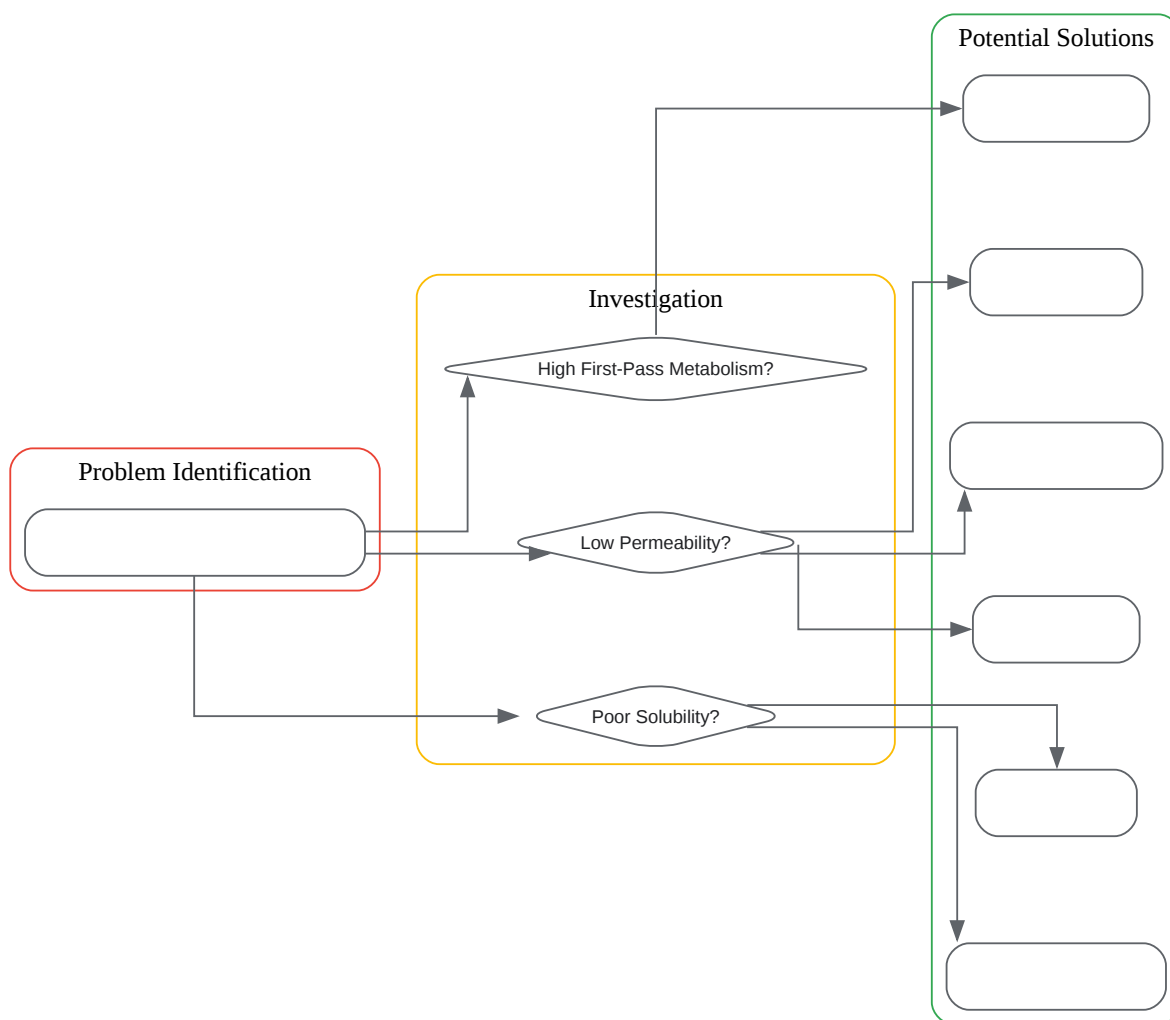 Potential Solutions
Investigation
High First-Pass Metabolism?
Problem Identification
Low Permeability?
Poor Solubility?